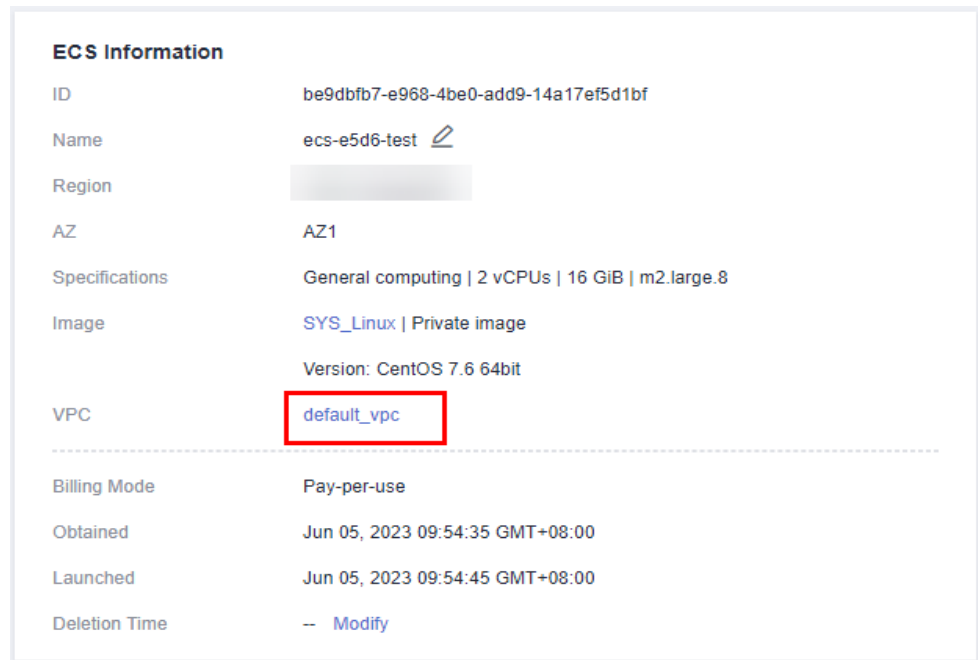 ECS Information
ID be9dbfb7-e968-4be0-add9-14a17ef5d1bf
Name ecs-e5d6-test
Region
AZ AZ1
Specifications General computing | 2 vCPUs | 16 GiB | m2.large.8
Image SYS_Linux | Private image
Version: CentOS 7.6 64bit
VPC default_vpc
Billing Mode Pay-per-use
Obtained Jun 05, 2023 09:54:35 GMT+08:00
Launched Jun 05, 2023 09:54:45 GMT+08:00
Deletion Time -- Modify